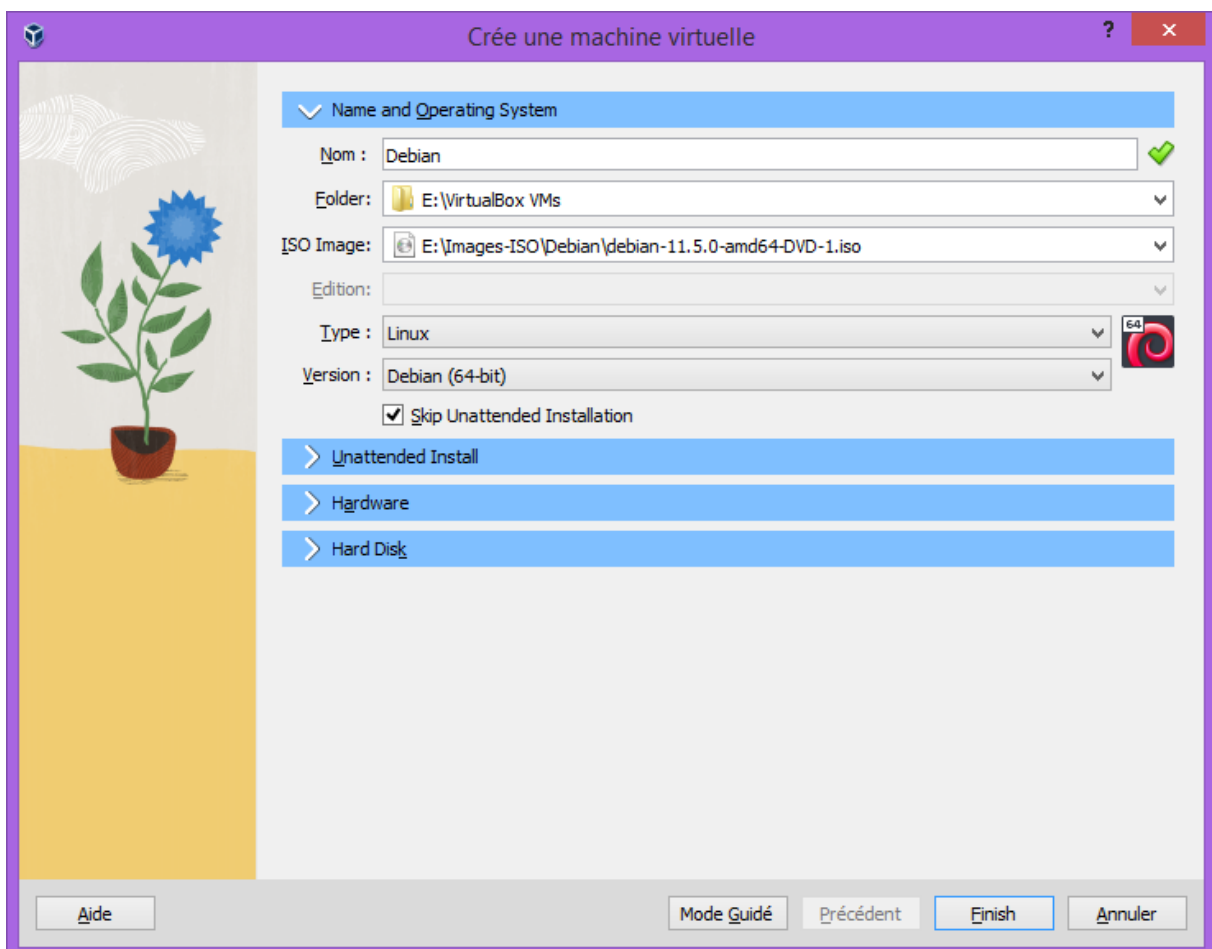 Crée une machine virtuelle ?
Name and Operating System
Nom : Debian
Folder: E:\VirtualBox VMs
ISO Image: E:\Images-ISO\Debian\debian-11.5.0-amd64-DVD-1.iso
Edition:
Type : Linux 64
Version : Debian (64-bit)
Skip Unattended Installation
Unattended Install
Hardware
Hard Disk
Aide Mode Guidé Précédent Finish Annuler